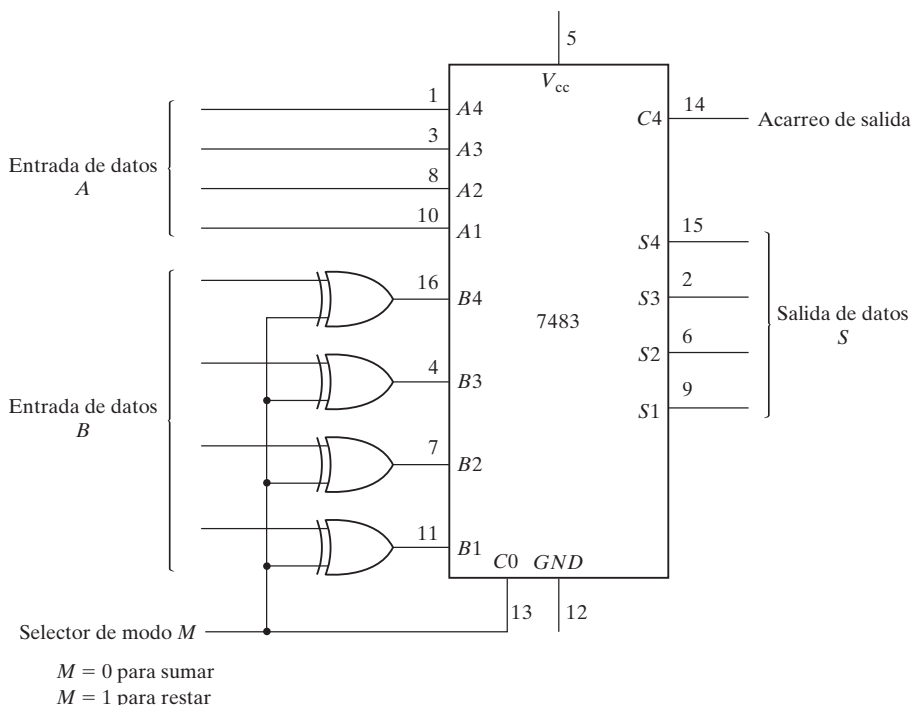 5
V_cc
1
A4
14
C4
Acarreo de salida
3
A3
Entrada de datos
A
8
A2
10
A1
15
S4
16
B4
2
S3
7483
Salida de datos
S
6
S2
4
B3
9
S1
Entrada de datos
B
7
B2
11
B1
C0
GND
13
12
Selector de modo M
M = 0 para sumar
M = 1 para restar